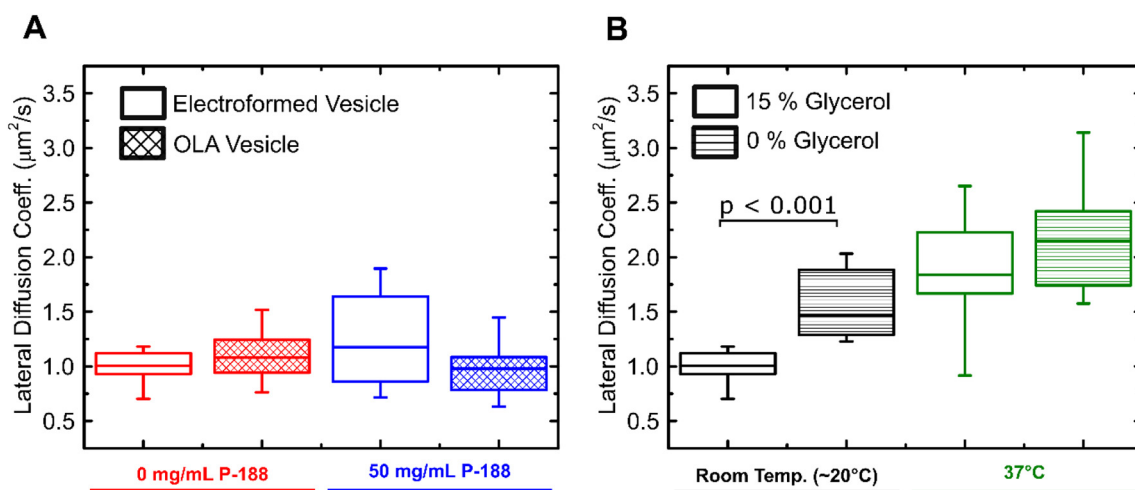 A
Lateral Diffusion Coeff. (μm²/s)
3.5
3.0
2.5
2.0
1.5
1.0
0.5
Electroformed Vesicle
OLA Vesicle
0 mg/mL P-188
50 mg/mL P-188
B
Lateral Diffusion Coeff. (μm²/s)
3.5
3.0
2.5
2.0
1.5
1.0
0.5
15 % Glycerol
0 % Glycerol
p < 0.001
Room Temp. (~20°C)
37°C